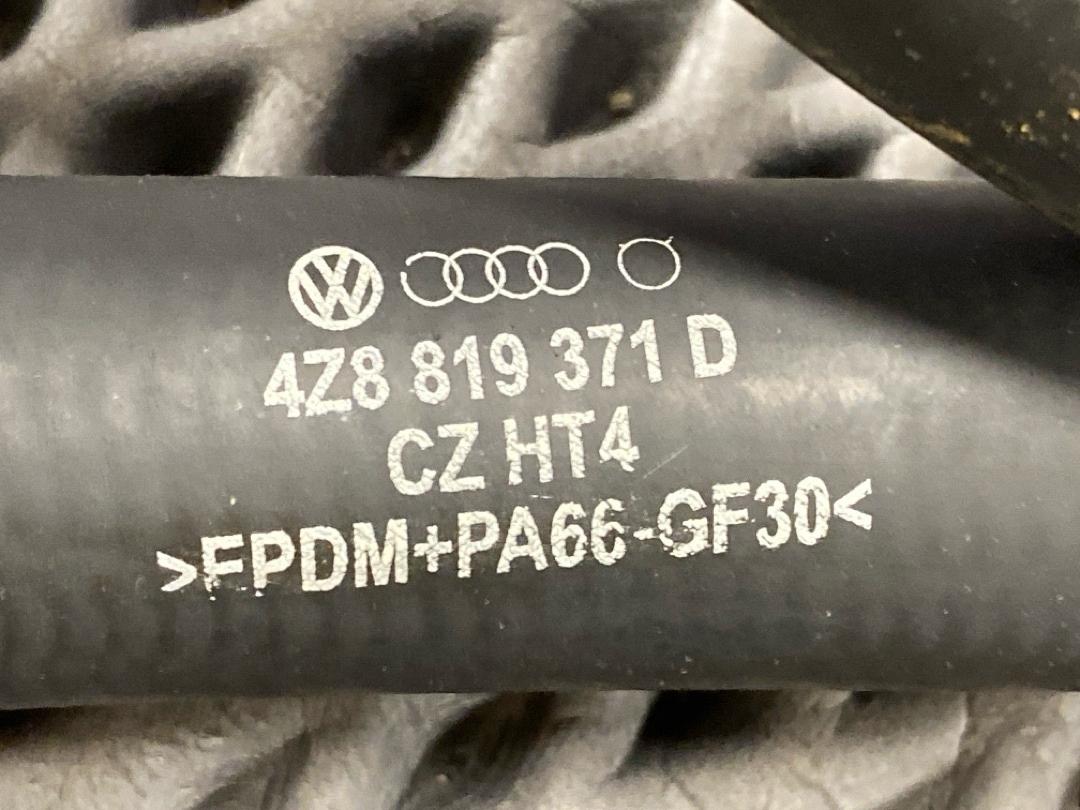 4Z8 819 371 D
CZ HT4
>EPDM+PA66-GF30<